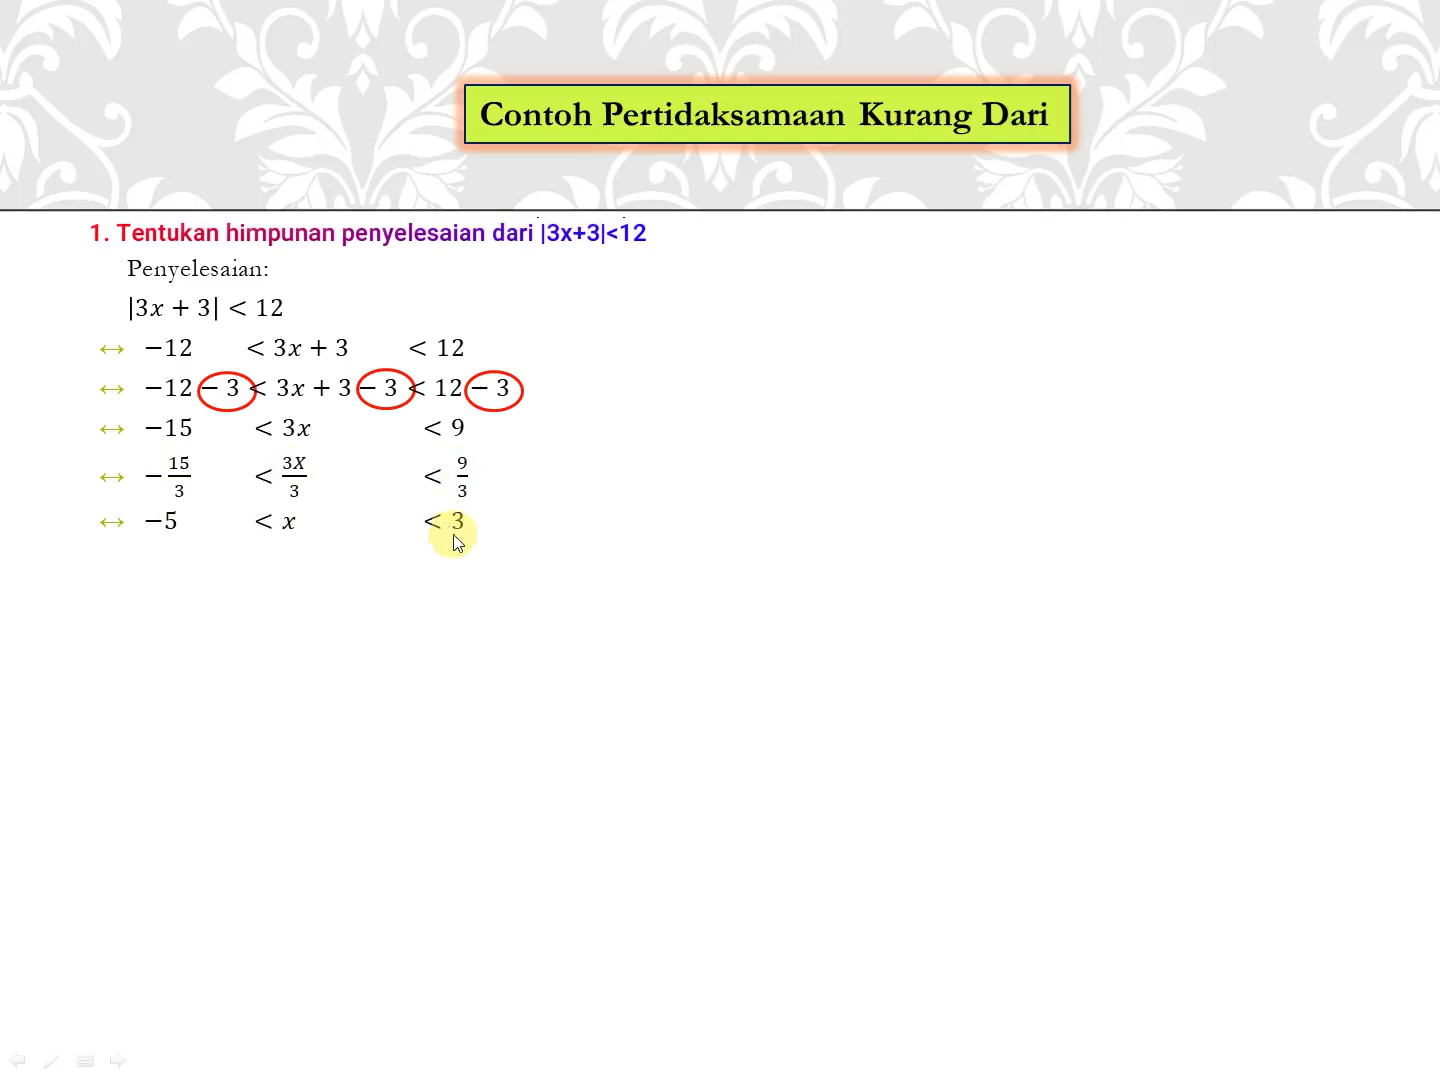 Contoh Pertidaksamaan Kurang Dari
1. Tentukan himpunan penyelesaian dari |3x+3|<12
Penyelesaian:
|3𝑥 + 3| < 12
↔ −12 < 3𝑥 + 3 < 12
↔ −12 − 3 < 3𝑥 + 3 − 3 < 12 − 3
↔ −15 < 3𝑥 < 9
↔ −15/3 < 3𝑋/3 < 9/3
↔ −5 < 𝑥 < 3